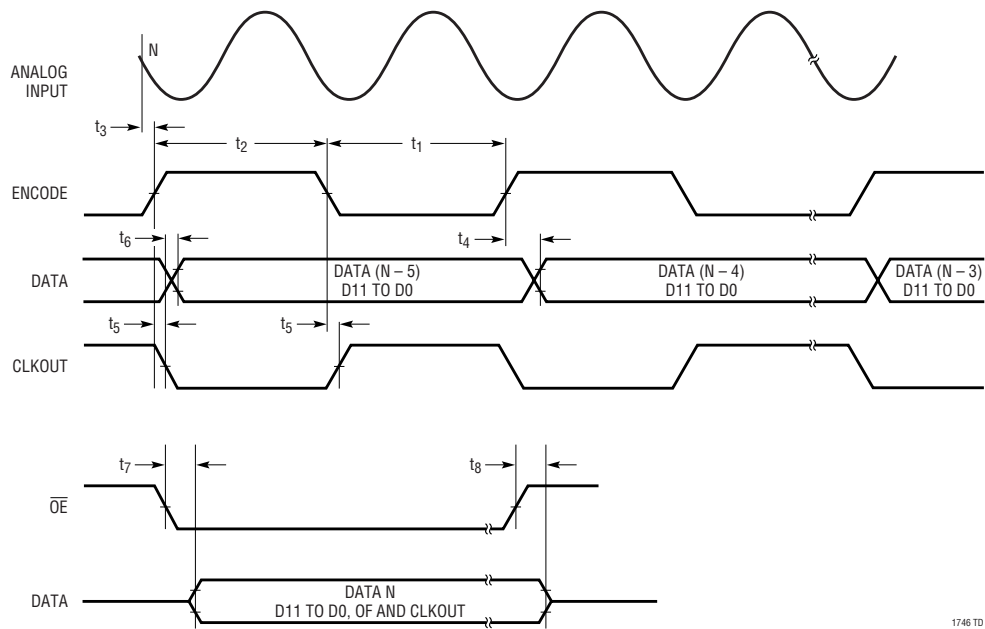 N
ANALOG
INPUT
t3
t2
t1
ENCODE
t6
t4
DATA (N – 5)
D11 TO D0
DATA (N – 4)
D11 TO D0
DATA (N – 3)
D11 TO D0
DATA
t5
t5
CLKOUT
t7
t8
OE
DATA N
D11 TO D0, OF AND CLKOUT
DATA
1746 TD